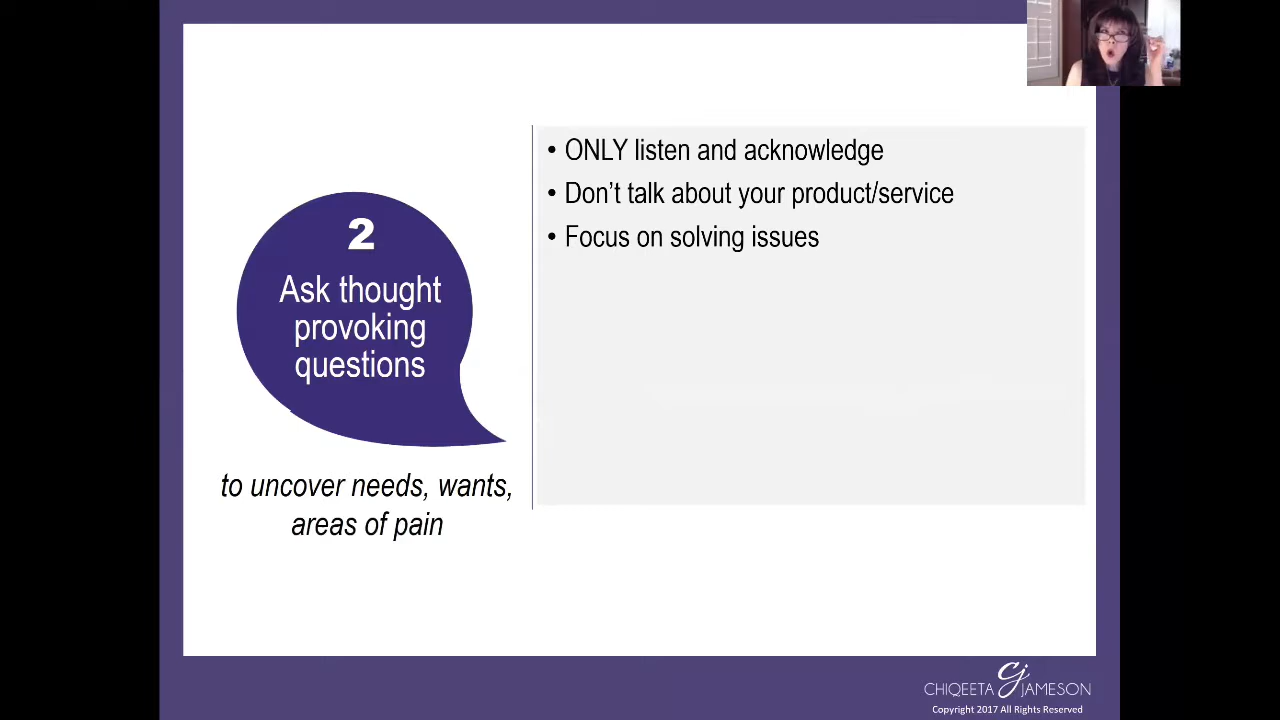 2
Ask thought
provoking
questions
to uncover needs, wants,
areas of pain
• ONLY listen and acknowledge
• Don’t talk about your product/service
• Focus on solving issues
CHIQEETA cj JAMESON
Copyright 2017 All Rights Reserved